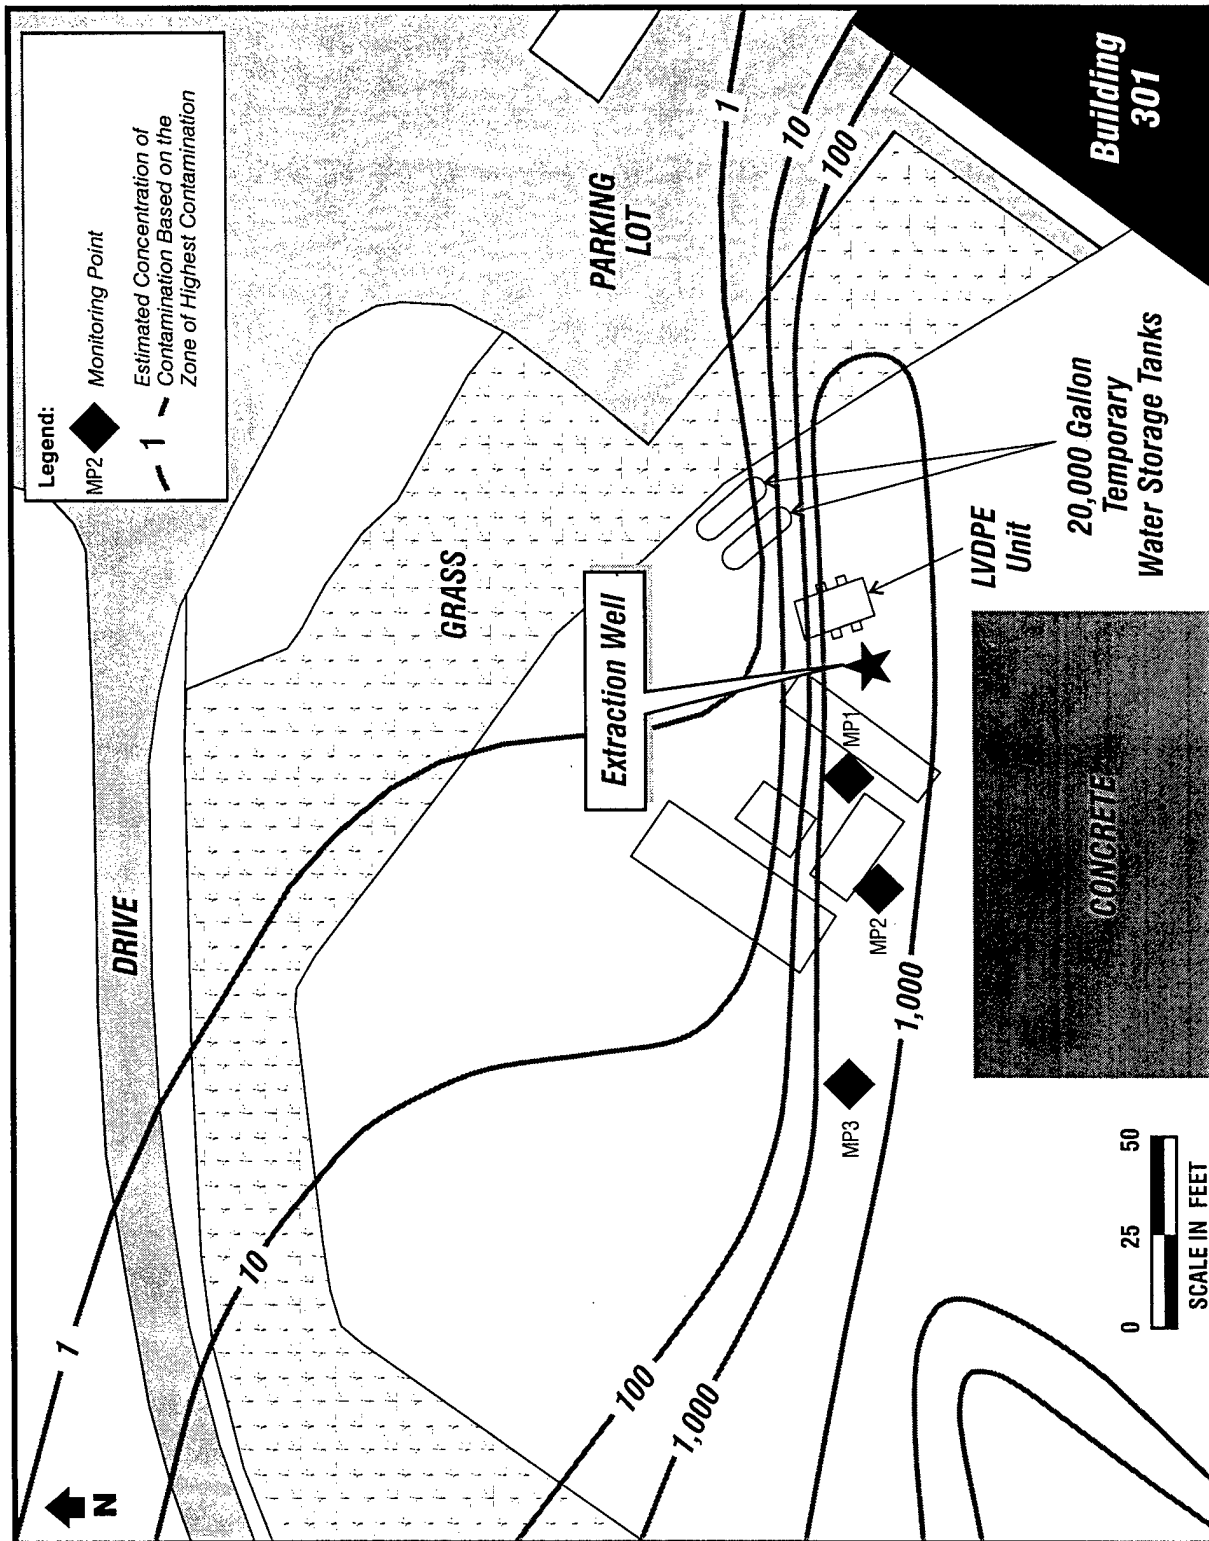 Legend:
MP2
Monitoring Point
1
Estimated Concentration of
Contamination Based on the
Zone of Highest Contamination
N
DRIVE
GRASS
PARKING
LOT
Building
301
Extraction Well
LVDPE
Unit
20,000 Gallon
Temporary
Water Storage Tanks
CONCRETE
MP1
MP2
MP3
1
10
100
1,000
1,000
1
10
100
0
25
50
SCALE IN FEET